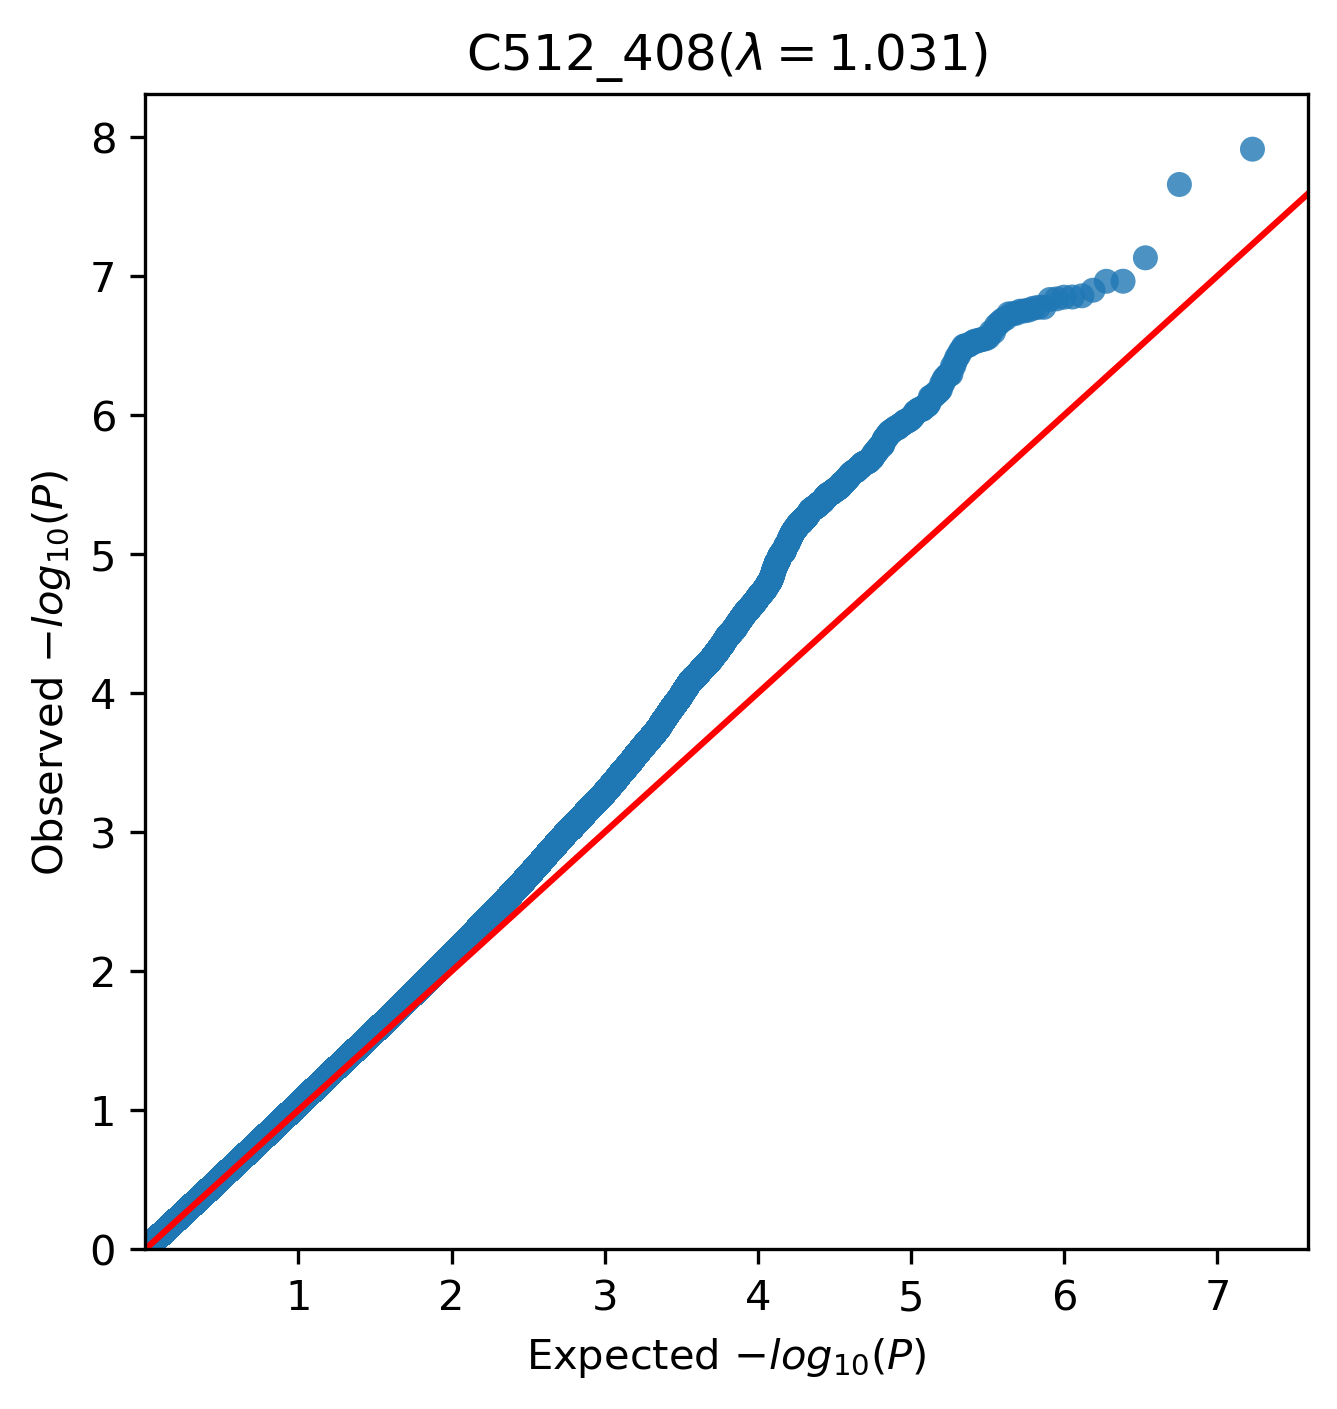 C512_408(λ = 1.031)
8
7
6
5
4
3
2
1
0
Observed −log₁₀(P)
1 2 3 4 5 6 7
Expected −log₁₀(P)